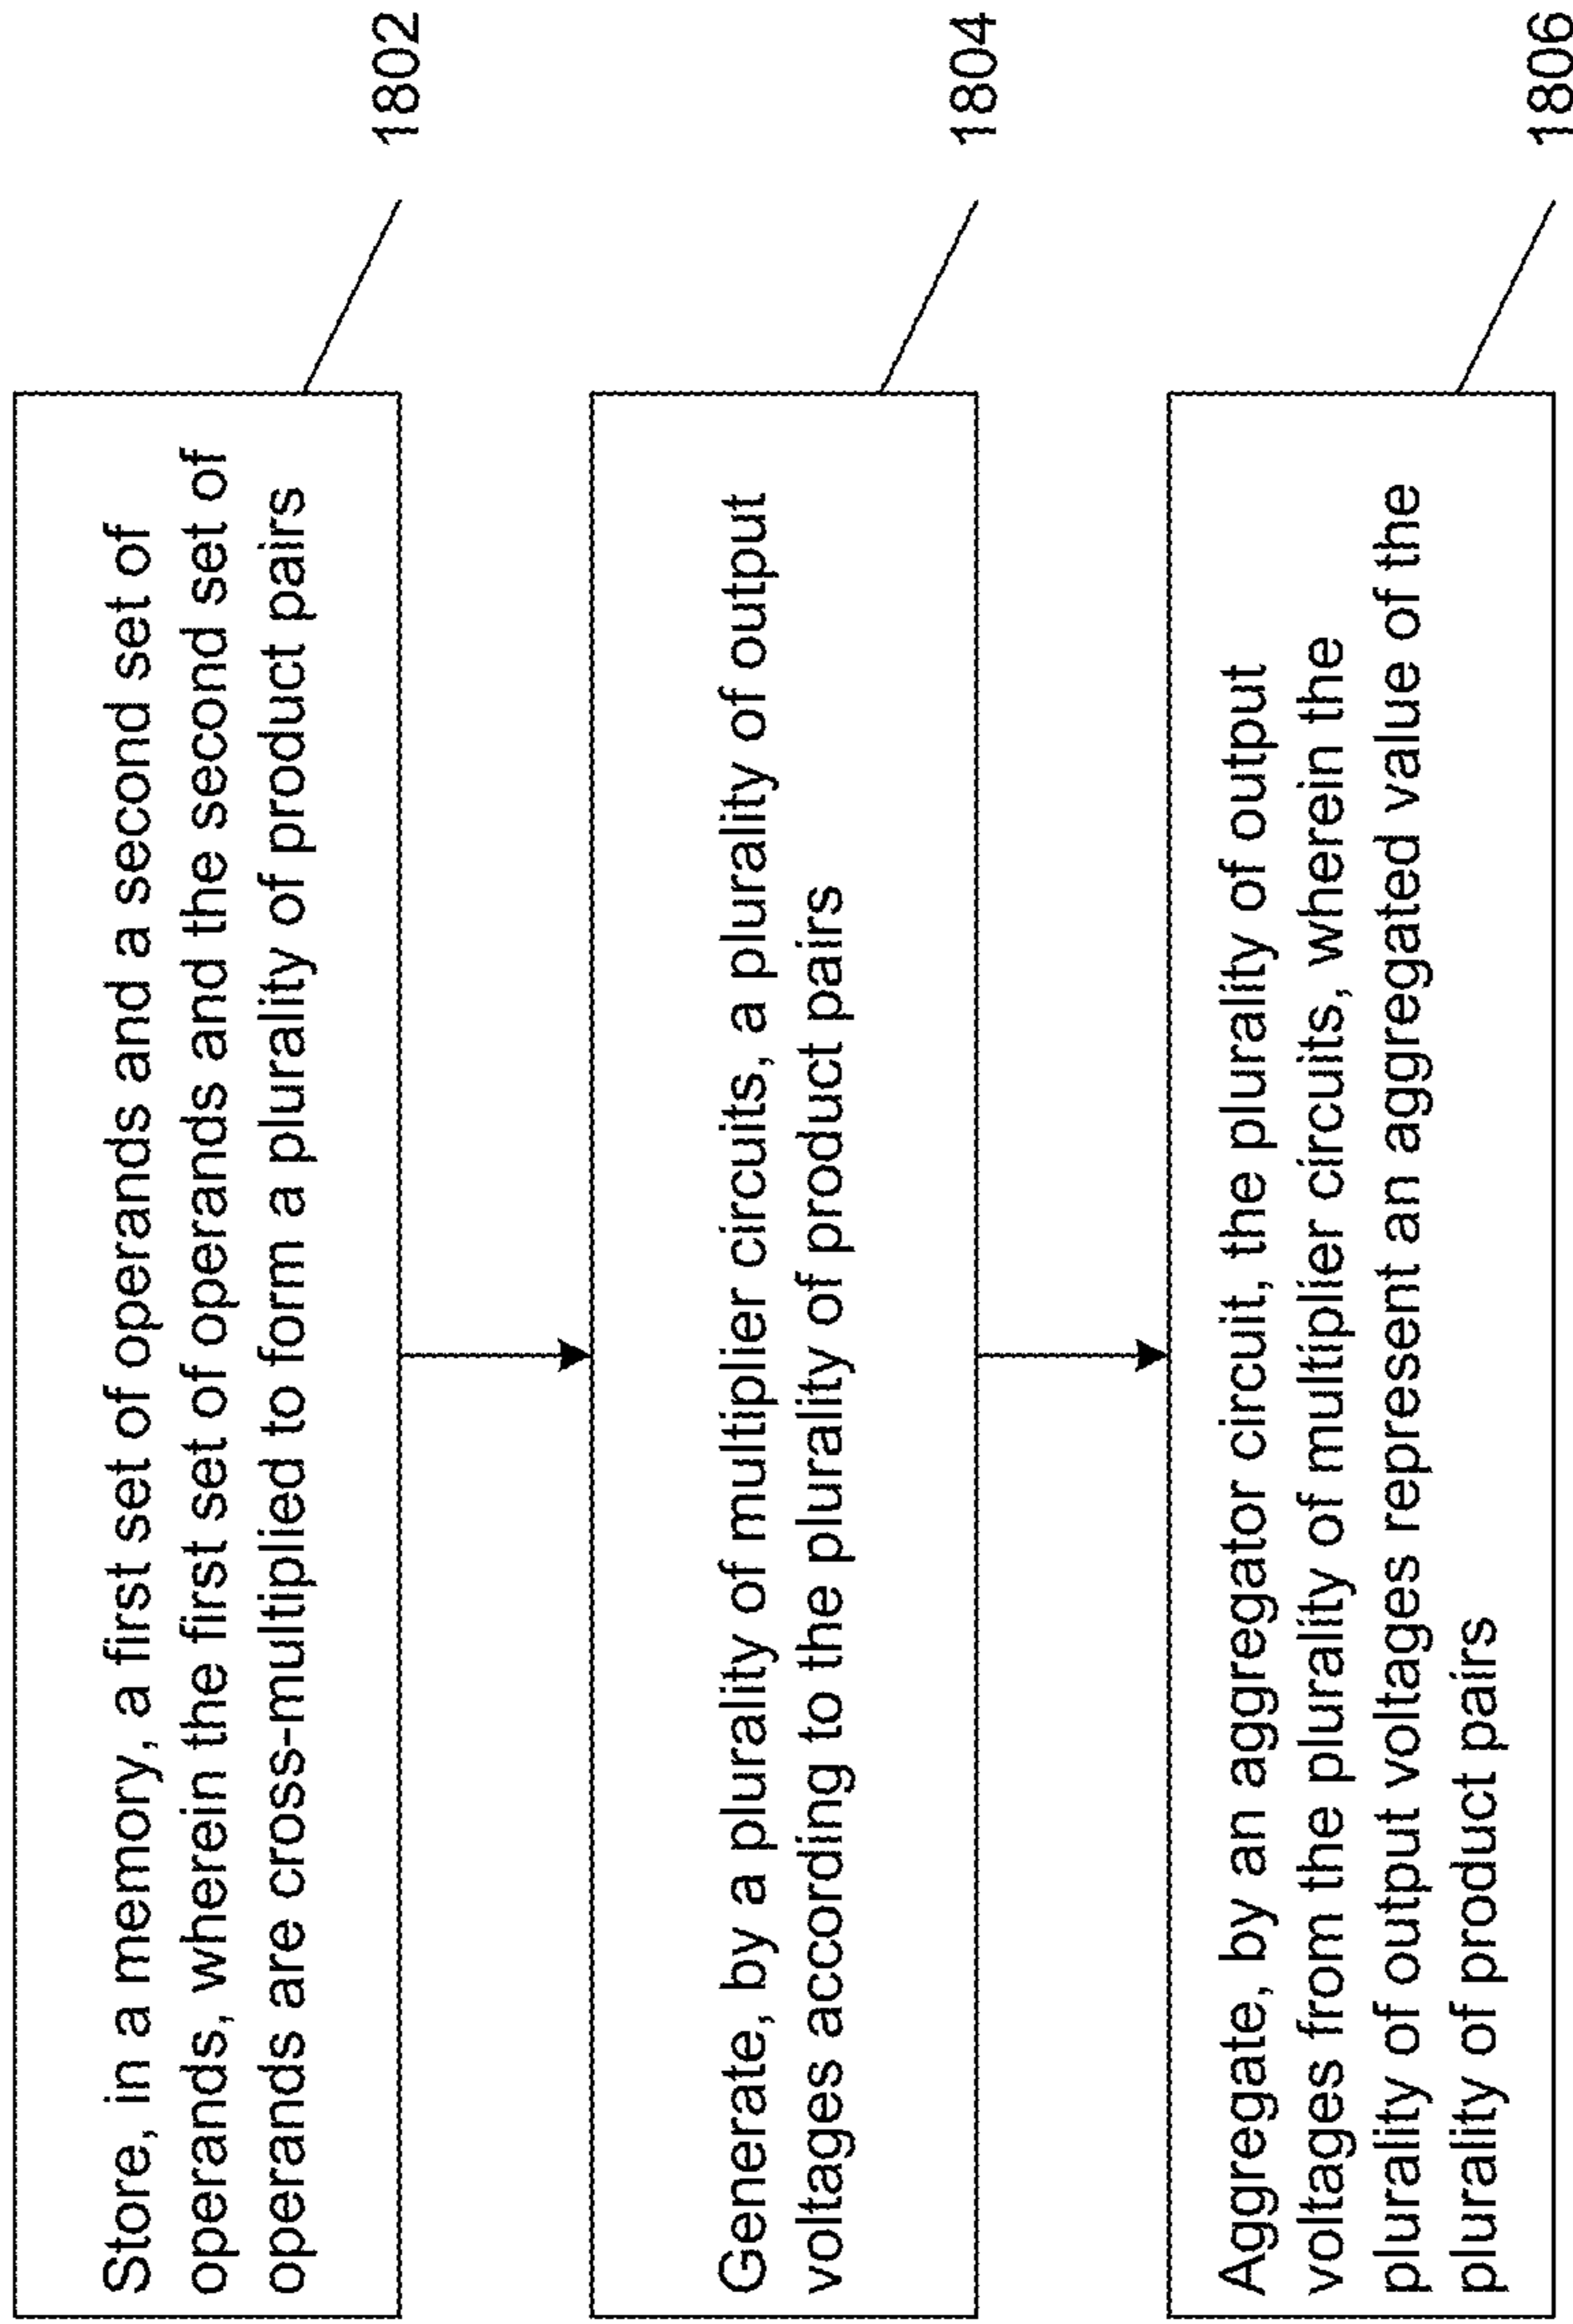 Store, in a memory, a first set of operands and a second set of
operands, wherein the first set of operands and the second set of
operands are cross-multiplied to form a plurality of product pairs
1802
Generate, by a plurality of multiplier circuits, a plurality of output
voltages according to the plurality of product pairs
1804
Aggregate, by an aggregator circuit, the plurality of output
voltages from the plurality of multiplier circuits, wherein the
plurality of output voltages represent an aggregated value of the
plurality of product pairs
1806